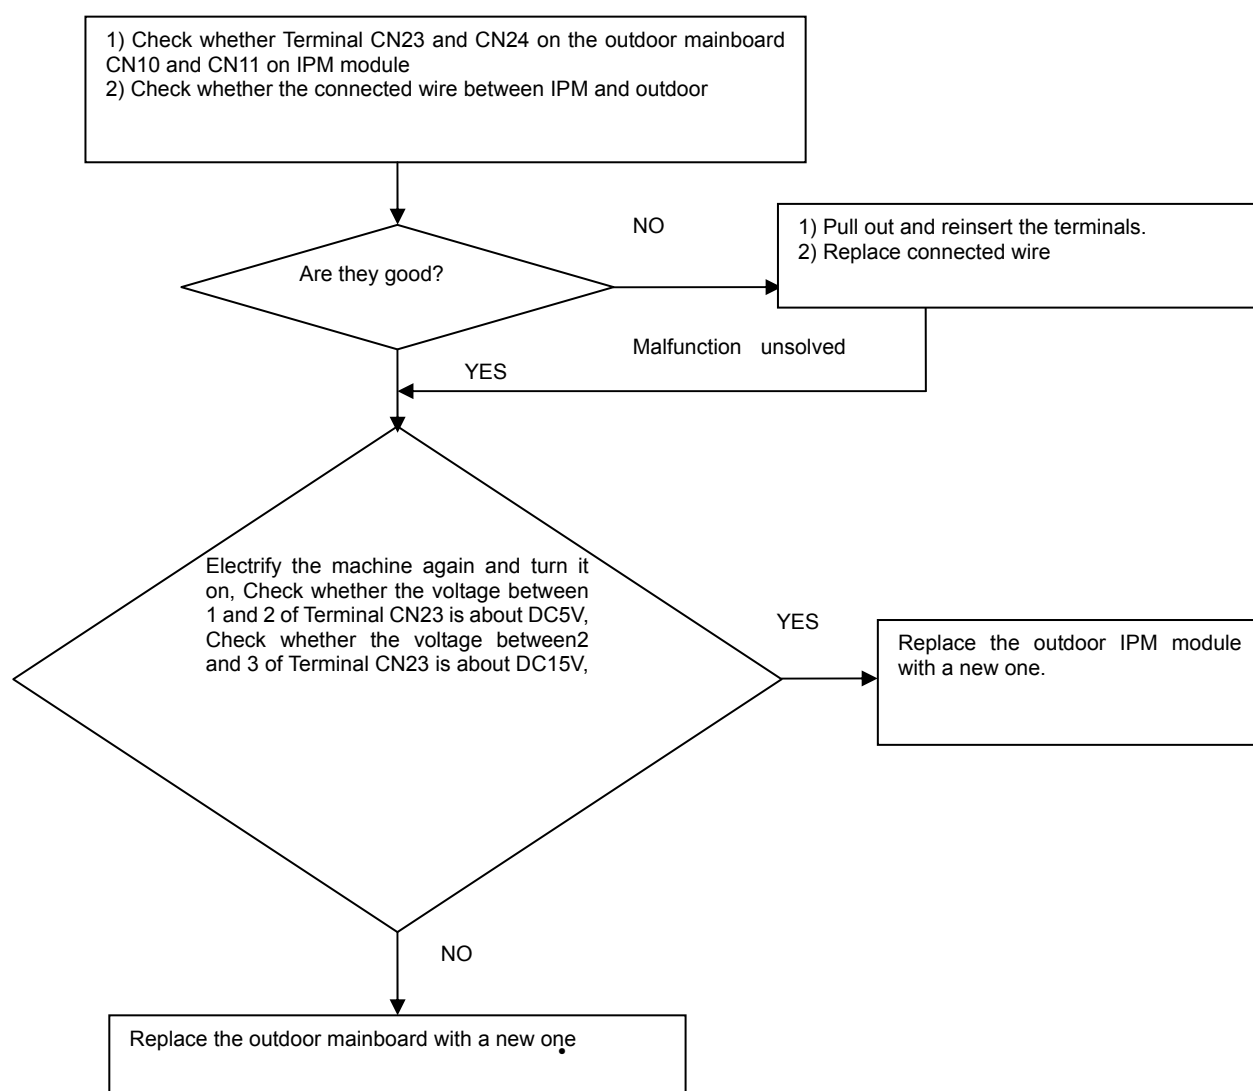 1) Check whether Terminal CN23 and CN24 on the outdoor mainboard
CN10 and CN11 on IPM module
2) Check whether the connected wire between IPM and outdoor
NO
1) Pull out and reinsert the terminals.
2) Replace connected wire
Are they good?
Malfunction unsolved
YES
Electrify the machine again and turn it
on, Check whether the voltage between
1 and 2 of Terminal CN23 is about DC5V,
Check whether the voltage between2
and 3 of Terminal CN23 is about DC15V,
YES
Replace the outdoor IPM module
with a new one.
NO
Replace the outdoor mainboard with a new one